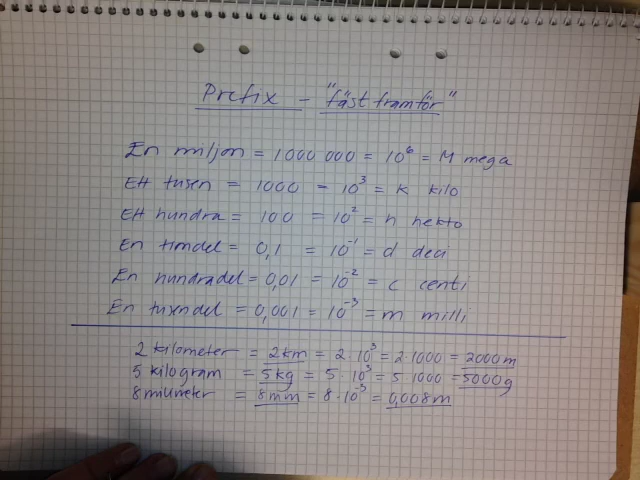 Prefix - "fäst framför"
En miljon = 1000 000 = 10⁶ = M mega
Ett tusen = 1000 = 10³ = k kilo
Ett hundra = 100 = 10² = h hekto
En tiondel = 0,1 = 10⁻¹ = d deci
En hundradel = 0,01 = 10⁻² = c centi
En tusendel = 0,001 = 10⁻³ = m milli
2 kilometer = 2km = 2·10³ = 2·1000 = 2000m
5 kilogram = 5kg = 5·10³ = 5·1000 = 5000g
8 millimeter = 8mm = 8·10⁻³ = 0,008m